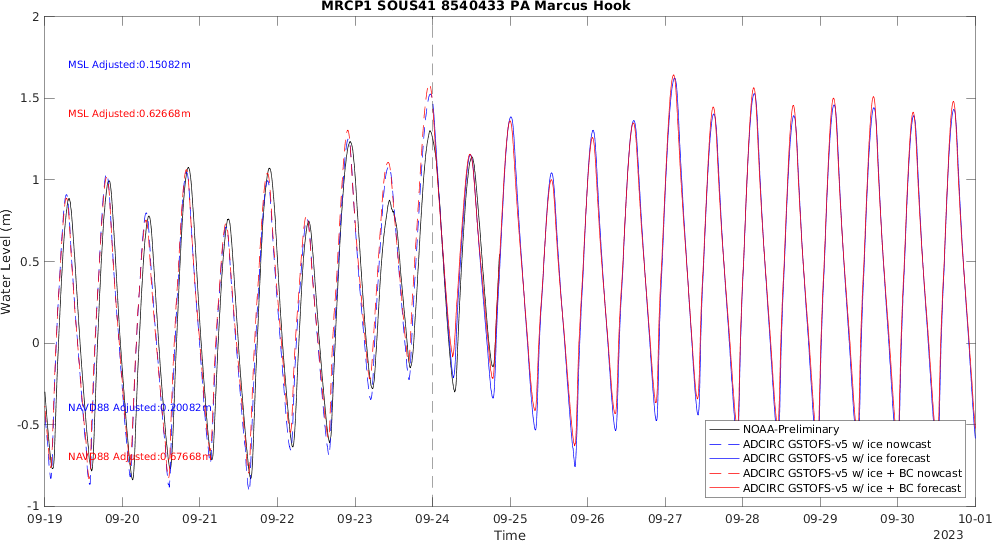 MRCP1 SOUS41 8540433 PA Marcus Hook
2
1.5
1
0.5
0
-0.5
-1
Water Level (m)
MSL Adjusted:0.15082m
MSL Adjusted:0.62668m
NAVD88 Adjusted:0.20082m
NAVD88 Adjusted:0.67668m
NOAA-Preliminary
ADCIRC GSTOFS-v5 w/ ice nowcast
ADCIRC GSTOFS-v5 w/ ice forecast
ADCIRC GSTOFS-v5 w/ ice + BC nowcast
ADCIRC GSTOFS-v5 w/ ice + BC forecast
09-19 09-20 09-21 09-22 09-23 09-24 09-25 09-26 09-27 09-28 09-29 09-30 10-01
Time
2023